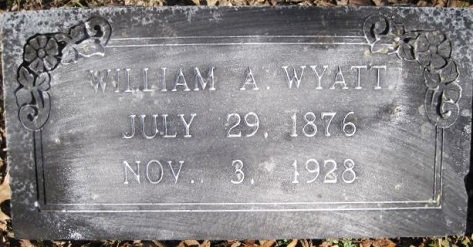 WILLIAM A. WYATT
JULY 29, 1876
NOV. 3, 1928